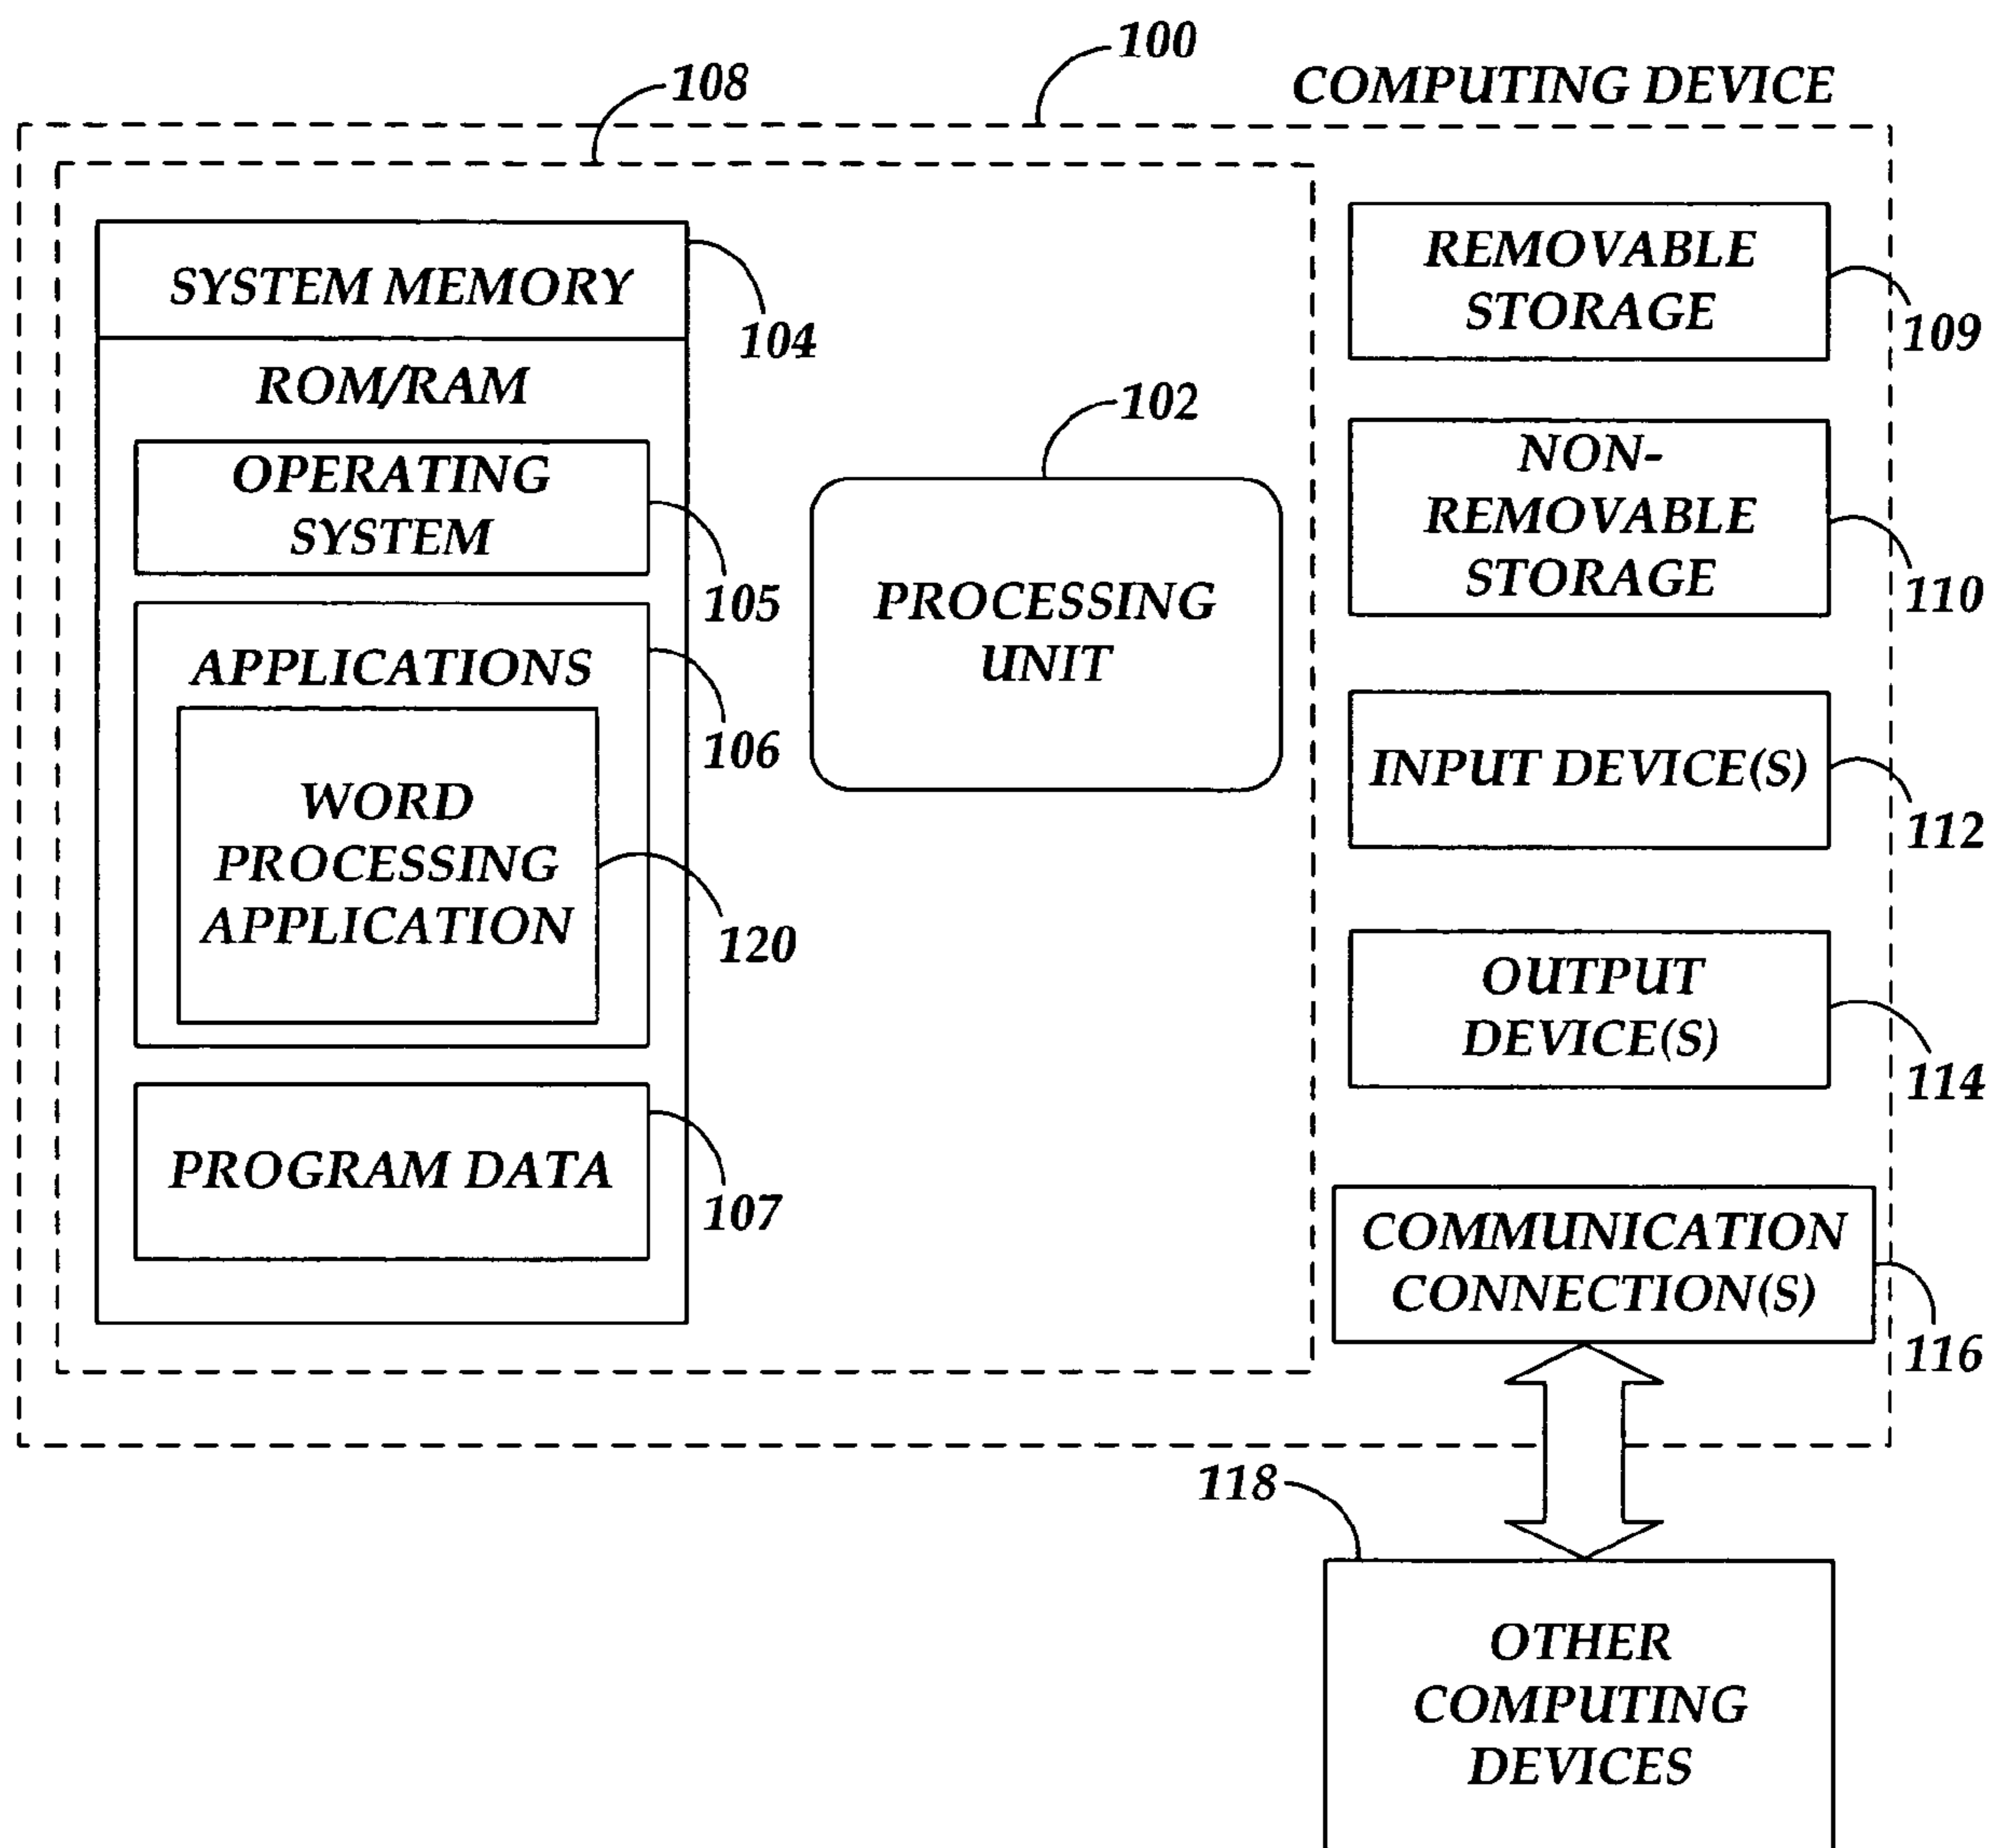 100
COMPUTING DEVICE
108
SYSTEM MEMORY
104
ROM/RAM
OPERATING
SYSTEM
105
APPLICATIONS
106
WORD
PROCESSING
APPLICATION
120
PROGRAM DATA
107
102
PROCESSING
UNIT
REMOVABLE
STORAGE
109
NON-
REMOVABLE
STORAGE
110
INPUT DEVICE(S)
112
OUTPUT
DEVICE(S)
114
COMMUNICATION
CONNECTION(S)
116
118
OTHER
COMPUTING
DEVICES